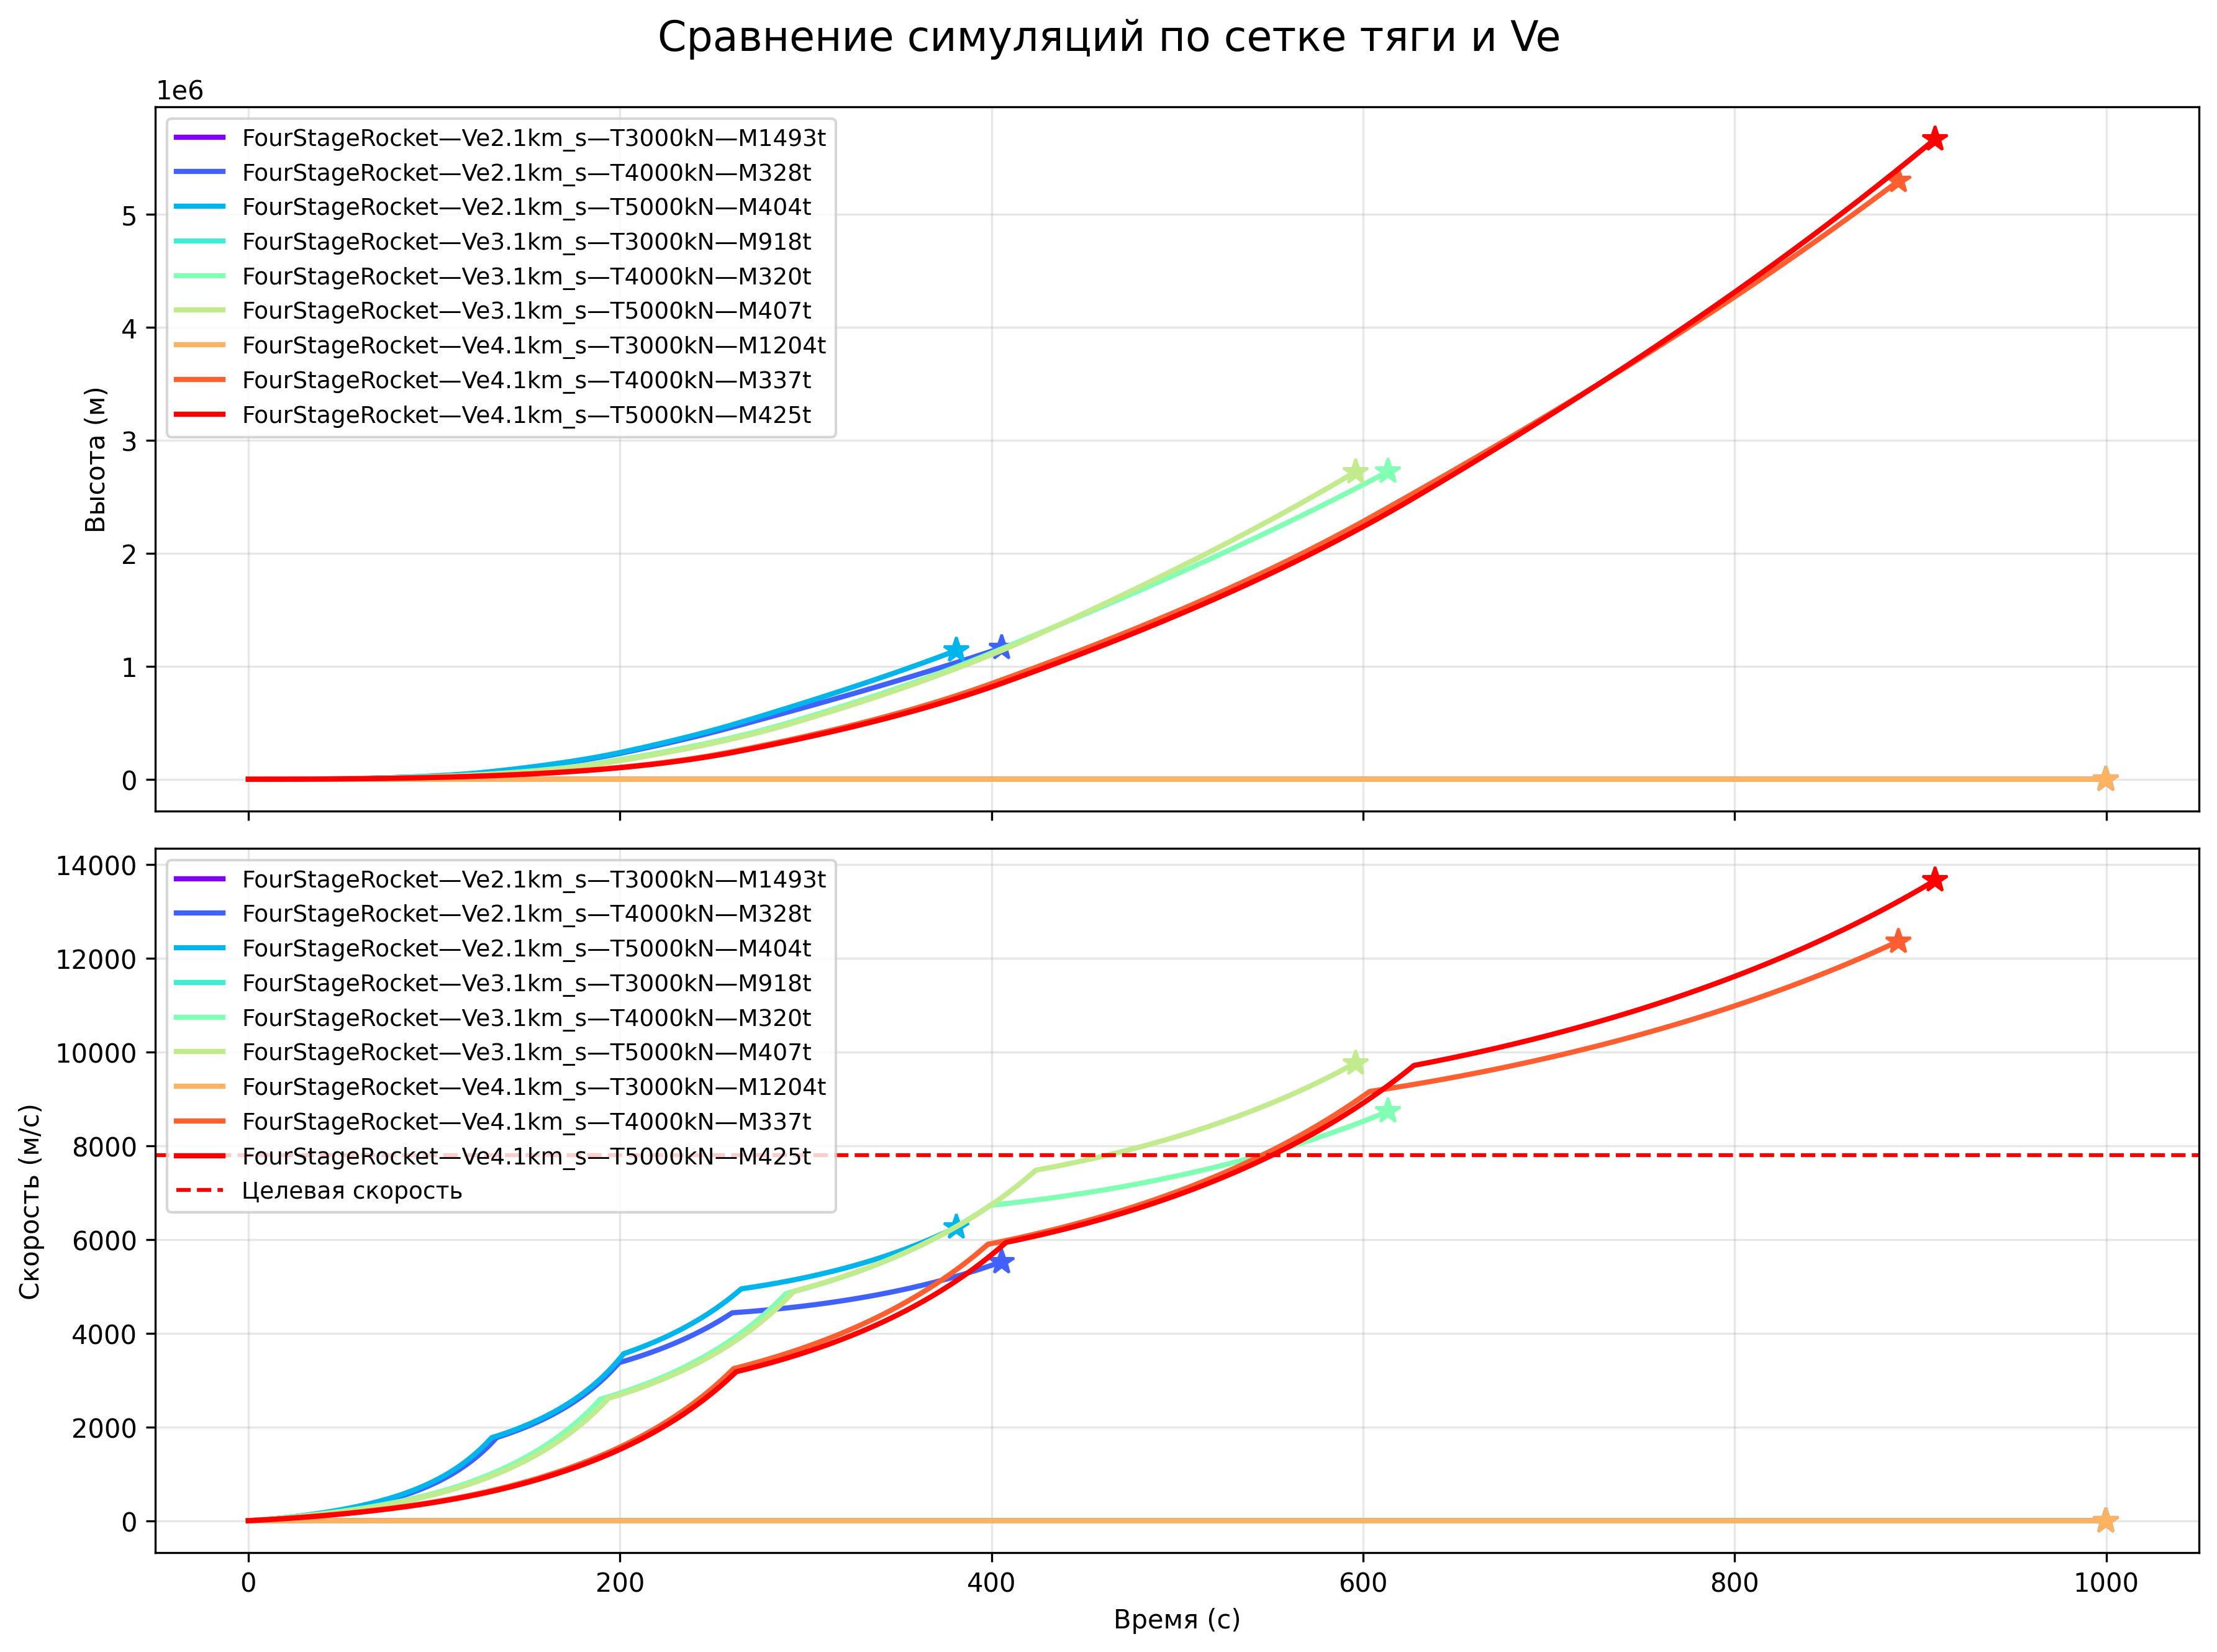 Сравнение симуляций по сетке тяги и Ve
1e6
FourStageRocket—Ve2.1km_s—T3000kN—M1493t
FourStageRocket—Ve2.1km_s—T4000kN—M328t
FourStageRocket—Ve2.1km_s—T5000kN—M404t
FourStageRocket—Ve3.1km_s—T3000kN—M918t
FourStageRocket—Ve3.1km_s—T4000kN—M320t
FourStageRocket—Ve3.1km_s—T5000kN—M407t
FourStageRocket—Ve4.1km_s—T3000kN—M1204t
FourStageRocket—Ve4.1km_s—T4000kN—M337t
FourStageRocket—Ve4.1km_s—T5000kN—M425t
Высота (м)
5
4
3
2
1
0
FourStageRocket—Ve2.1km_s—T3000kN—M1493t
FourStageRocket—Ve2.1km_s—T4000kN—M328t
FourStageRocket—Ve2.1km_s—T5000kN—M404t
FourStageRocket—Ve3.1km_s—T3000kN—M918t
FourStageRocket—Ve3.1km_s—T4000kN—M320t
FourStageRocket—Ve3.1km_s—T5000kN—M407t
FourStageRocket—Ve4.1km_s—T3000kN—M1204t
FourStageRocket—Ve4.1km_s—T4000kN—M337t
FourStageRocket—Ve4.1km_s—T5000kN—M425t
Целевая скорость
Скорость (м/с)
14000
12000
10000
8000
6000
4000
2000
0
0 200 400 600 800 1000
Время (с)